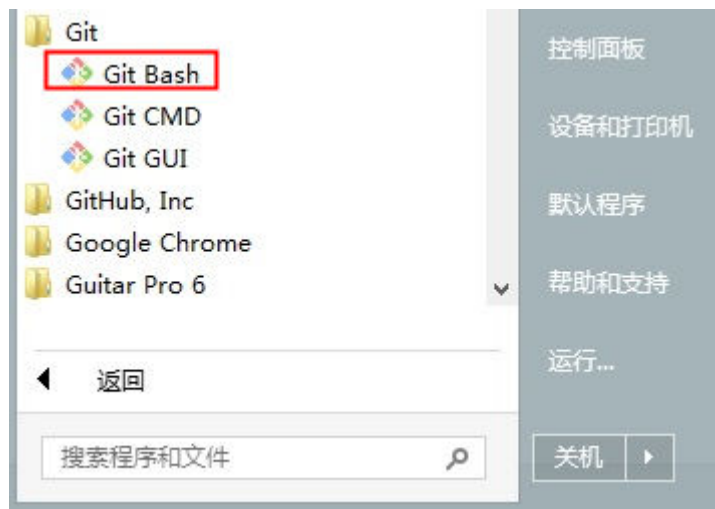 Git
Git Bash
Git CMD
Git GUI
GitHub, Inc
Google Chrome
Guitar Pro 6
返回
搜索程序和文件
控制面板
设备和打印机
默认程序
帮助和支持
运行...
关机